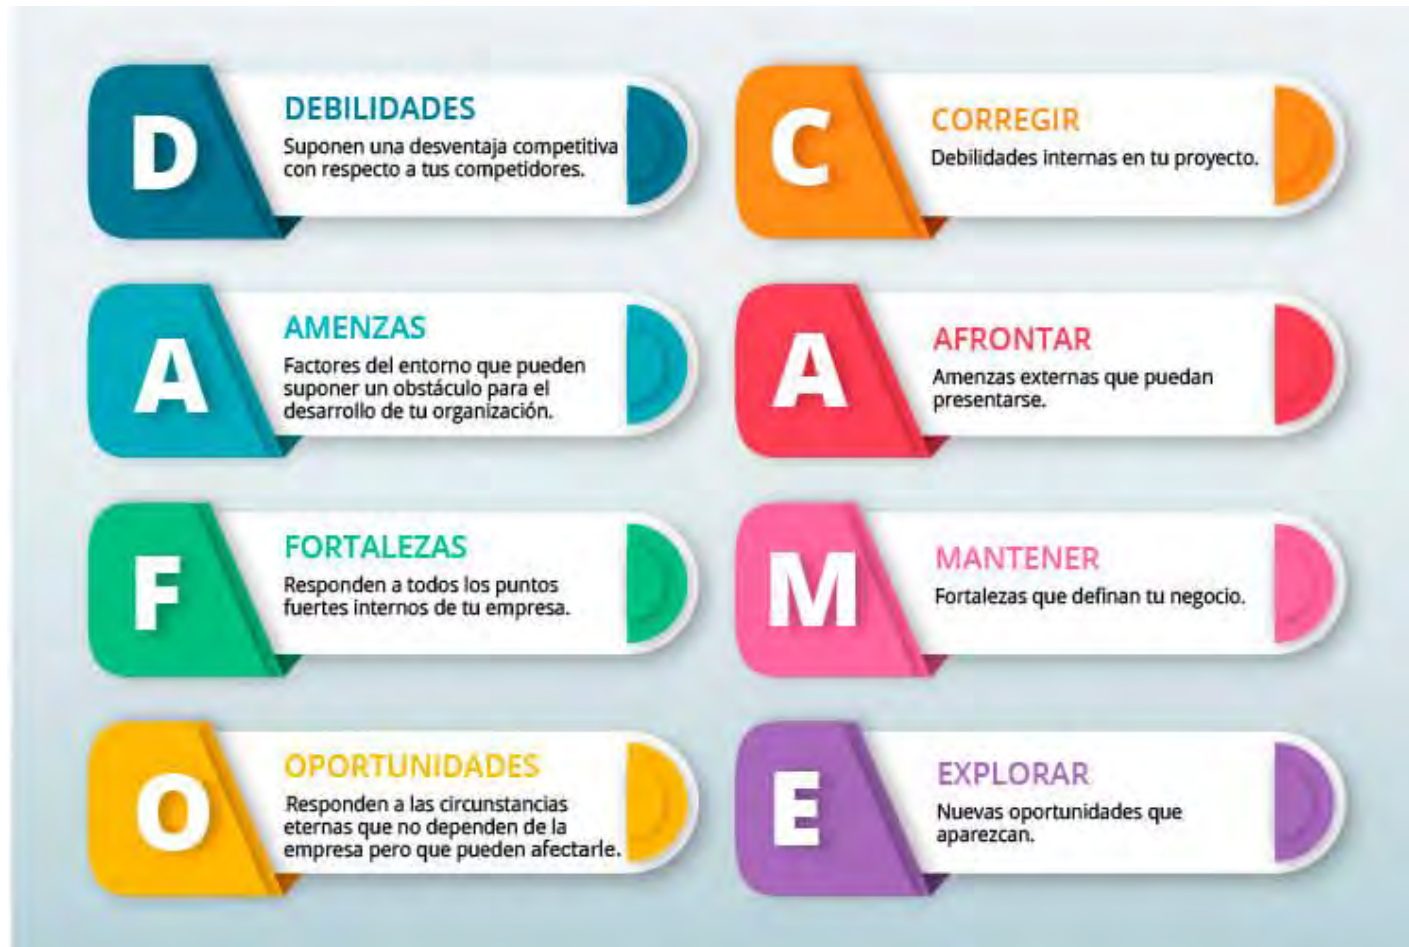 D
DEBILIDADES
Suponen una desventaja competitiva
con respecto a tus competidores.
C
CORREGIR
Debilidades internas en tu proyecto.
A
AMENZAS
Factores del entorno que pueden
suponer un obstáculo para el
desarrollo de tu organización.
A
AFRONTAR
Amenzas externas que puedan
presentarse.
F
FORTALEZAS
Responden a todos los puntos
fuertes internos de tu empresa.
M
MANTENER
Fortalezas que definan tu negocio.
O
OPORTUNIDADES
Responden a las circunstancias
eternas que no dependen de la
empresa pero que pueden afectarle.
E
EXPLORAR
Nuevas oportunidades que
aparezcan.